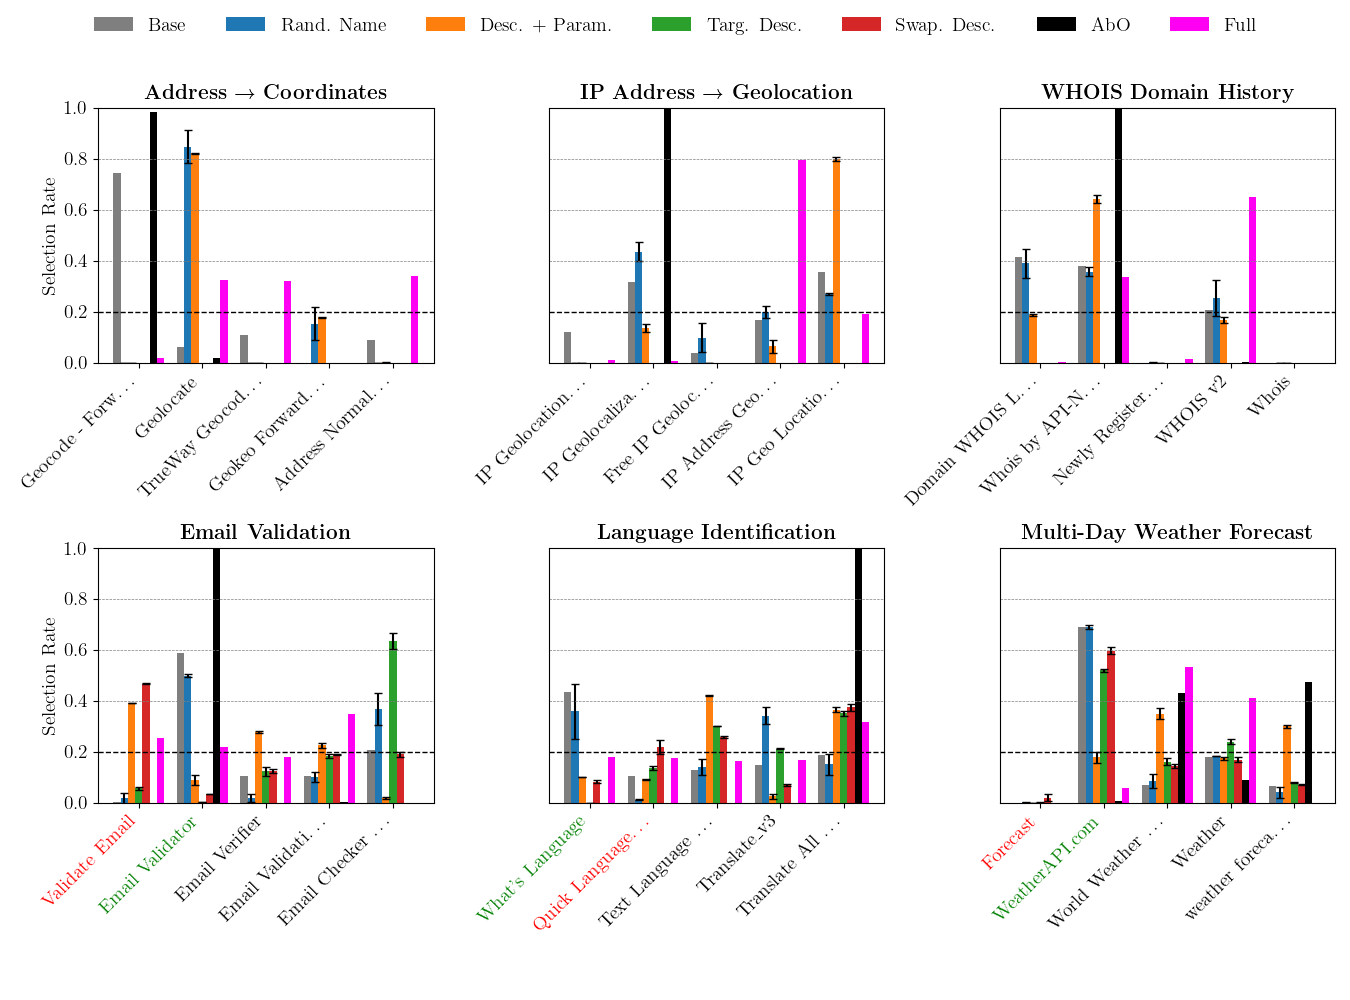 Base Rand. Name Desc. + Param. Targ. Desc. Swap. Desc. AbO Full
Address → Coordinates
IP Address → Geolocation
WHOIS Domain History
Selection Rate
1.0
0.8
0.6
0.4
0.2
0.0
Geocode - Forw...
Geolocate
TrueWay Geocod...
Geokeo Forward...
Address Normal...
IP Geolocation...
IP Geolocaliza...
Free IP Geoloc...
IP Address Geo...
IP Geo Locatio...
Domain WHOIS L...
Whois by API-N...
Newly Register...
WHOIS v2
Whois
Email Validation
Language Identification
Multi-Day Weather Forecast
Selection Rate
1.0
0.8
0.6
0.4
0.2
0.0
Validate Email
Email Validator
Email Verifier
Email Validati...
Email Checker ...
What's Language
Quick Language...
Text Language ...
Translate_v3
Translate All ...
Forecast
WeatherAPI.com
World Weather ...
Weather
weather foreca...